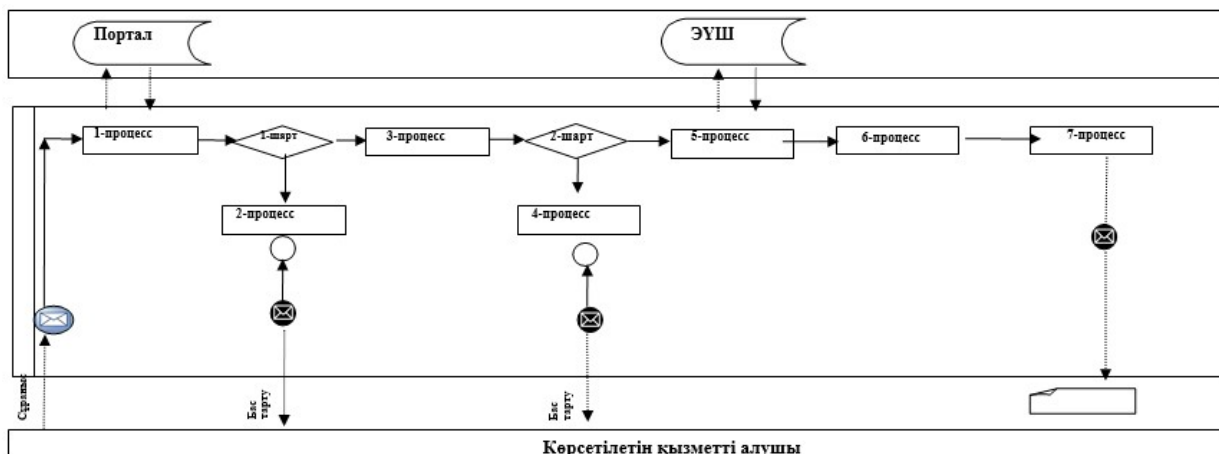 Портал
ЭҮШ
1-процесс
1-шарт
3-процесс
2-шарт
5-процесс
6-процесс
7-процесс
2-процесс
4-процесс
Сұраныс
Бас
тарту
Бас
тарту
Көрсетілетін қызметті алушы